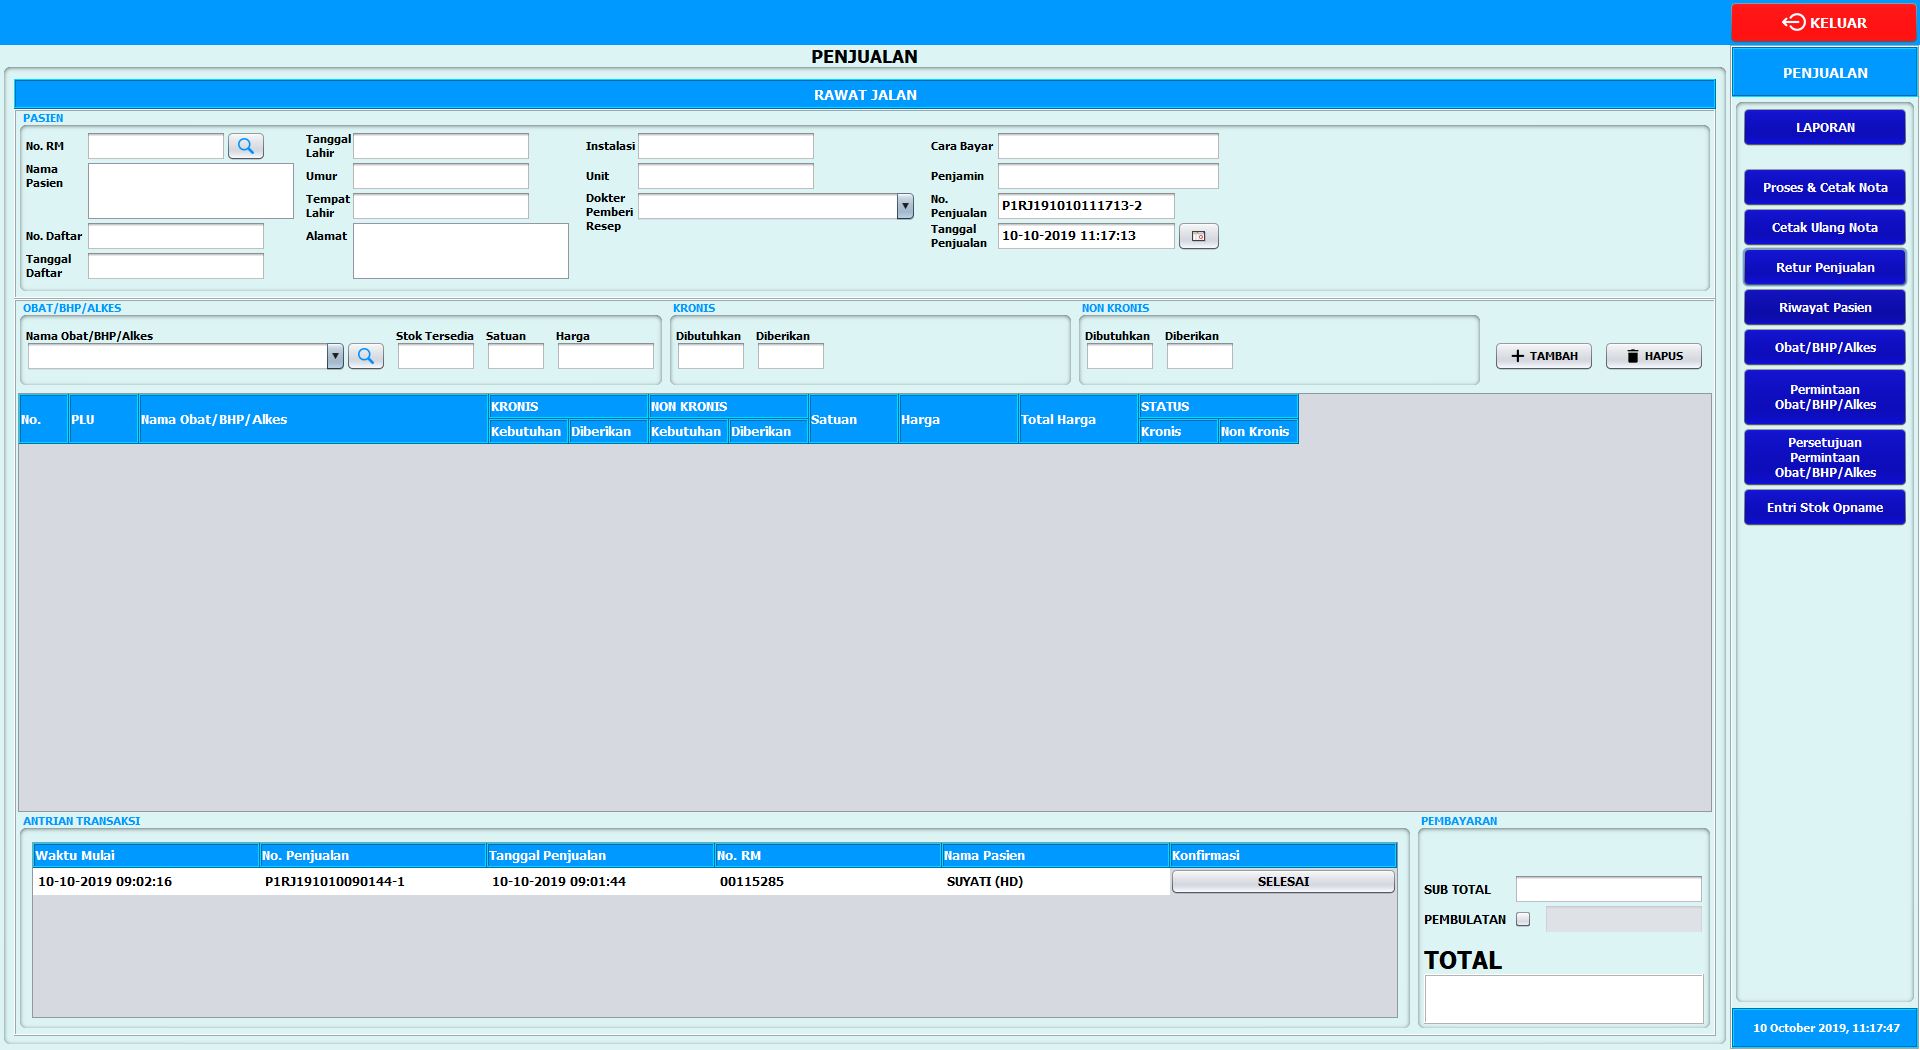 KELUAR
PENJUALAN
PENJUALAN
RAWAT JALAN
PASIEN
No. RM
Nama
Pasien
No. Daftar
Tanggal
Daftar
Tanggal
Lahir
Umur
Tempat
Lahir
Alamat
Instalasi
Unit
Dokter
Pemberi
Resep
Cara Bayar
Penjamin
No.
Penjualan
P1RJ191010111713-2
Tanggal
Penjualan
10-10-2019 11:17:13
OBAT/BHP/ALKES
Nama Obat/BHP/Alkes
Stok Tersedia
Satuan
Harga
KRONIS
Dibutuhkan
Diberikan
NON KRONIS
Dibutuhkan
Diberikan
TAMBAH
HAPUS
No.
PLU
Nama Obat/BHP/Alkes
KRONIS
Kebutuhan
Diberikan
NON KRONIS
Kebutuhan
Diberikan
Satuan
Harga
Total Harga
STATUS
Kronis
Non Kronis
ANTRIAN TRANSAKSI
Waktu Mulai
No. Penjualan
Tanggal Penjualan
No. RM
Nama Pasien
Konfirmasi
10-10-2019 09:02:16
P1RJ191010090144-1
10-10-2019 09:01:44
00115285
SUYATI (HD)
SELESAI
PEMBAYARAN
SUB TOTAL
PEMBULATAN
TOTAL
LAPORAN
Proses & Cetak Nota
Cetak Ulang Nota
Retur Penjualan
Riwayat Pasien
Obat/BHP/Alkes
Permintaan
Obat/BHP/Alkes
Persetujuan
Permintaan
Obat/BHP/Alkes
Entri Stok Opname
10 October 2019, 11:17:47